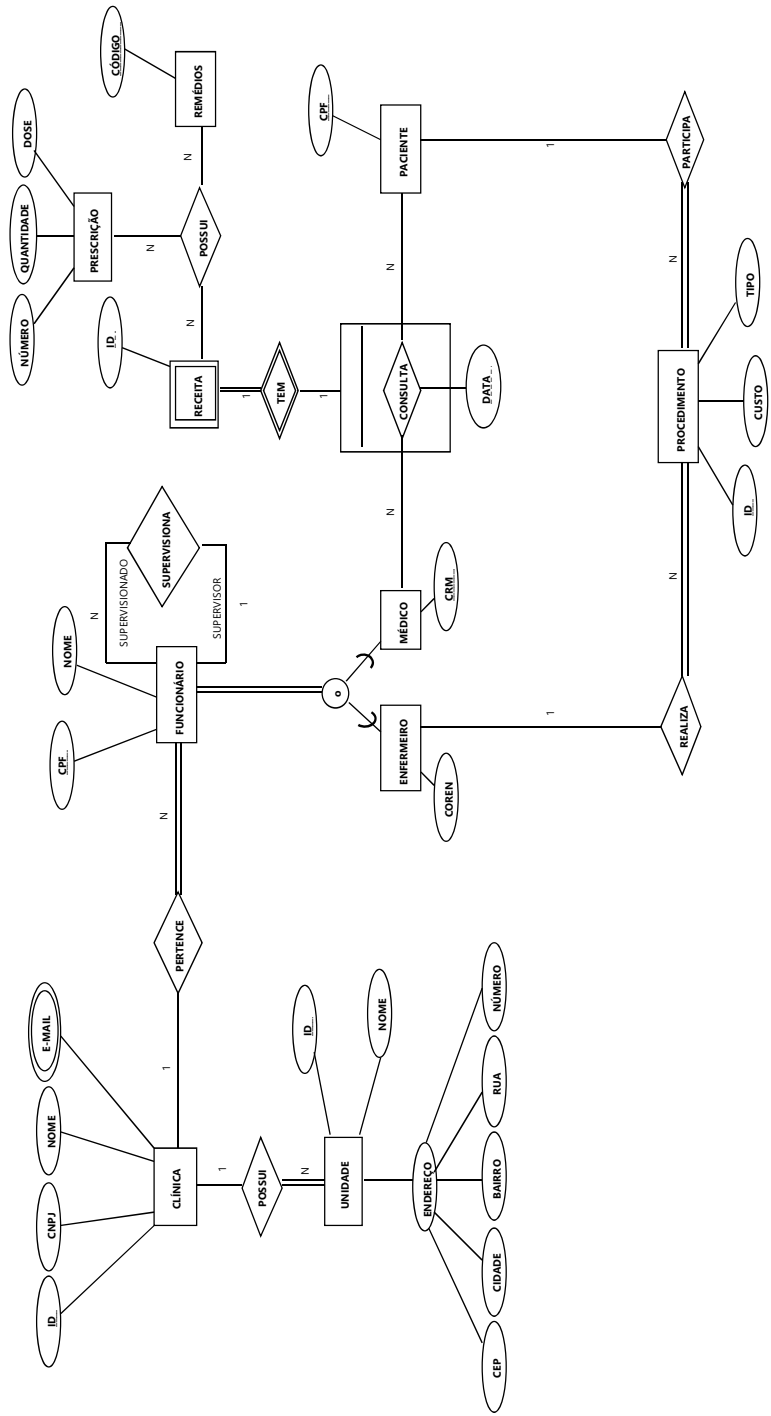 NÚMERO
QUANTIDADE
DOSE
ID
CNPJ
NOME
E-MAIL
CPF
NOME
PRESCRIÇÃO
CÓDIGO
ID
N
SUPERVISIONADO
N
SUPERVISIONA
CLÍNICA
1
PERTENCE
N
FUNCIONÁRIO
RECEITA
N
POSSUI
N
REMÉDIOS
SUPERVISOR
1
1
1
POSSUI
TEM
N
1
ID
NOME
UNIDADE
o
CPF
ENFERMEIRO
COREN
MÉDICO
CRM
N
CONSULTA
N
PACIENTE
DATA
ENDEREÇO
CEP
CIDADE
BAIRRO
RUA
NÚMERO
1
1
REALIZA
N
PROCEDIMENTO
N
PARTICIPA
ID
CUSTO
TIPO